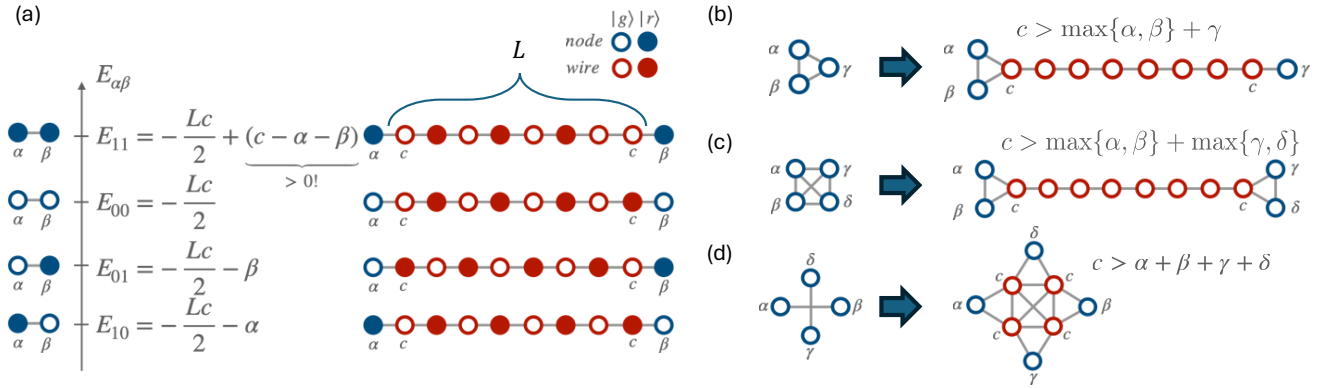 (a)
|g⟩ |r⟩
node
wire
L
E_{αβ}
α β
E_{11} = − Lc/2 + (c − α − β)
> 0!
α c c β
α β
E_{00} = − Lc/2
α c c β
α β
E_{01} = − Lc/2 − β
α c c β
α β
E_{10} = − Lc/2 − α
α c c β
(b)
c > max{α, β} + γ
α β γ
α β c c γ
(c)
c > max{α, β} + max{γ, δ}
α γ β δ
α β c c γ δ
(d)
c > α + β + γ + δ
δ α β γ
δ c c α β c c γ